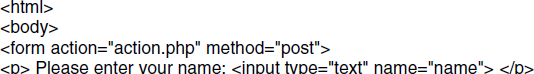 <html>
<body>
<form action="action.php" method="post">
<p> Please enter your name: <input type="text" name="name"> </p>